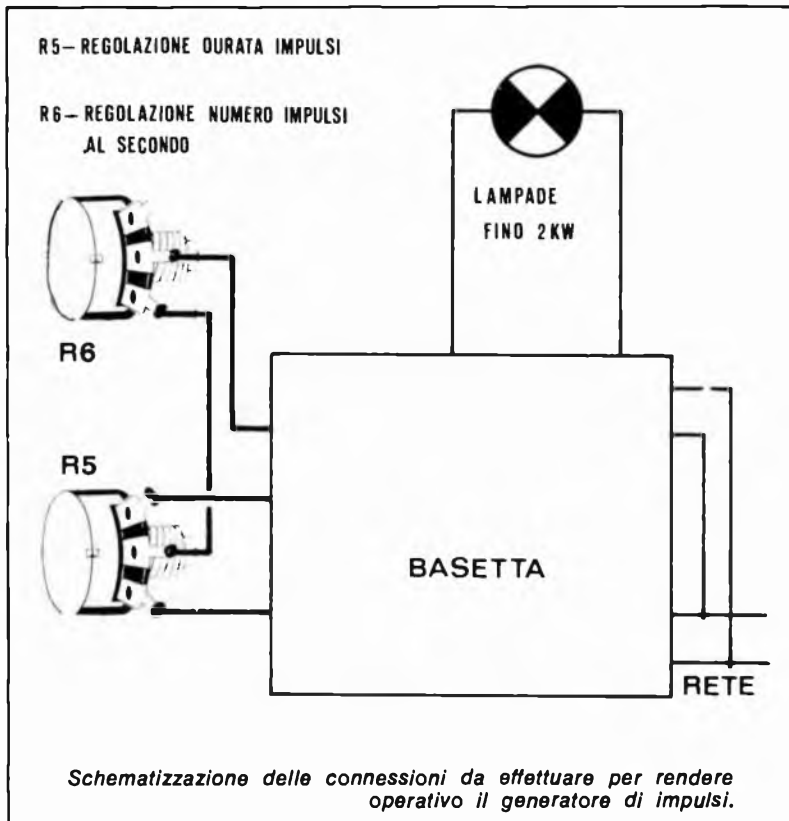 R5— REGOLAZIONE OURATA IMPULSI
R6— REGOLAZIONE NUMERO IMPULSI
AL SECONDO
LAMPADE
FINO 2KW
R6
R5
BASETTA
RETE
Schematizzazione delle connessioni da effettuare per rendere
operativo il generatore di impulsi.